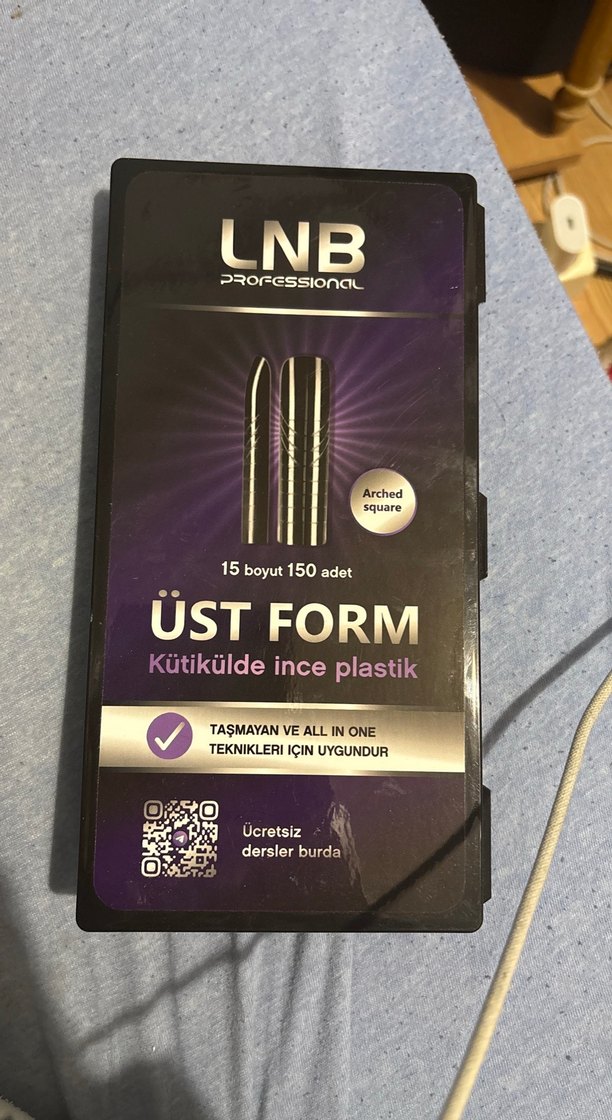 LNB
PROFESSIONAL
Arched
square
15 boyut 150 adet
ÜST FORM
Kütikülde ince plastik
TAŞMAYAN VE ALL IN ONE
TEKNIKLERI IÇIN UYGUNDUR
Ücretsiz
dersler burda